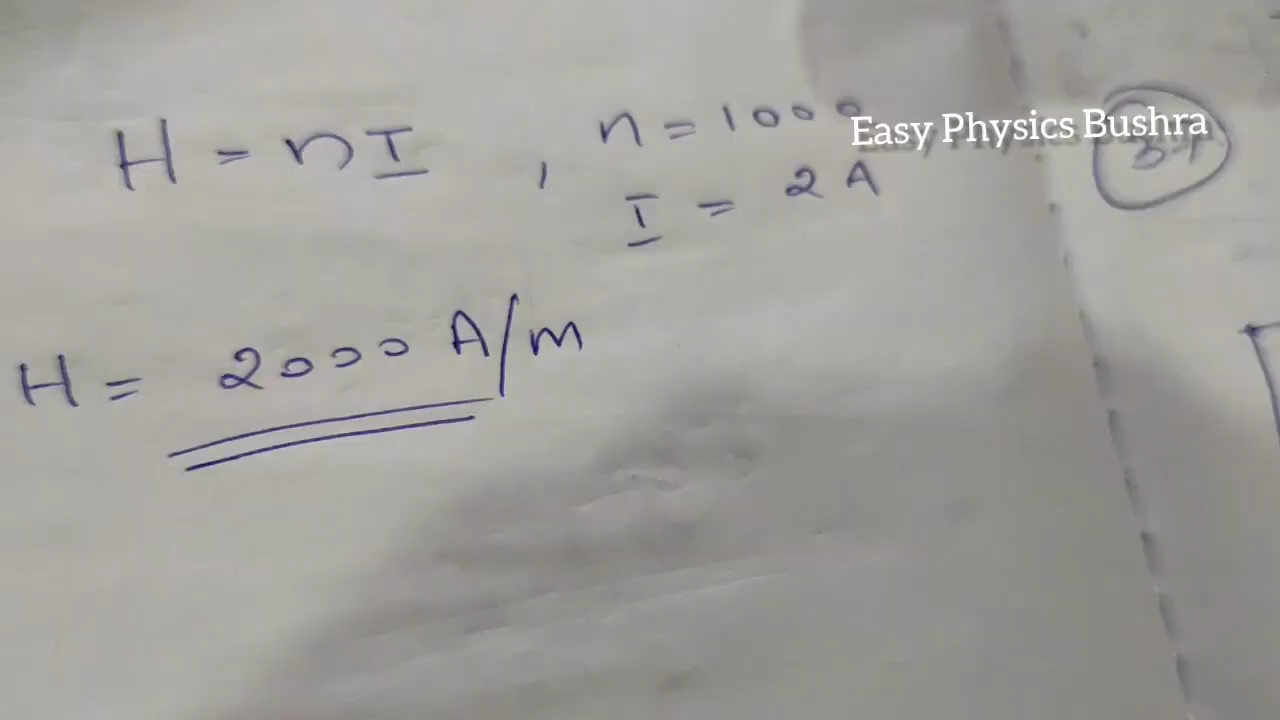 H = nI , n = 1000
I = 2 A
Easy Physics Bushra
H = 2000 A/m